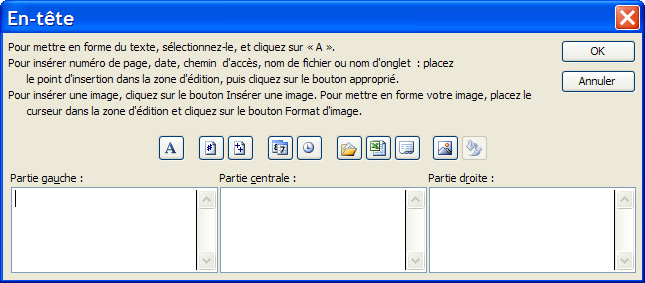 En-tête
Pour mettre en forme du texte, sélectionnez-le, et cliquez sur « A ».
Pour insérer numéro de page, date, chemin d'accès, nom de fichier ou nom d'onglet : placez
le point d'insertion dans la zone d'édition, puis cliquez sur le bouton approprié.
Pour insérer une image, cliquez sur le bouton Insérer une image. Pour mettre en forme votre image, placez le
curseur dans la zone d'édition et cliquez sur le bouton Format d'image.
OK
Annuler
A
Partie gauche : Partie centrale : Partie droite :